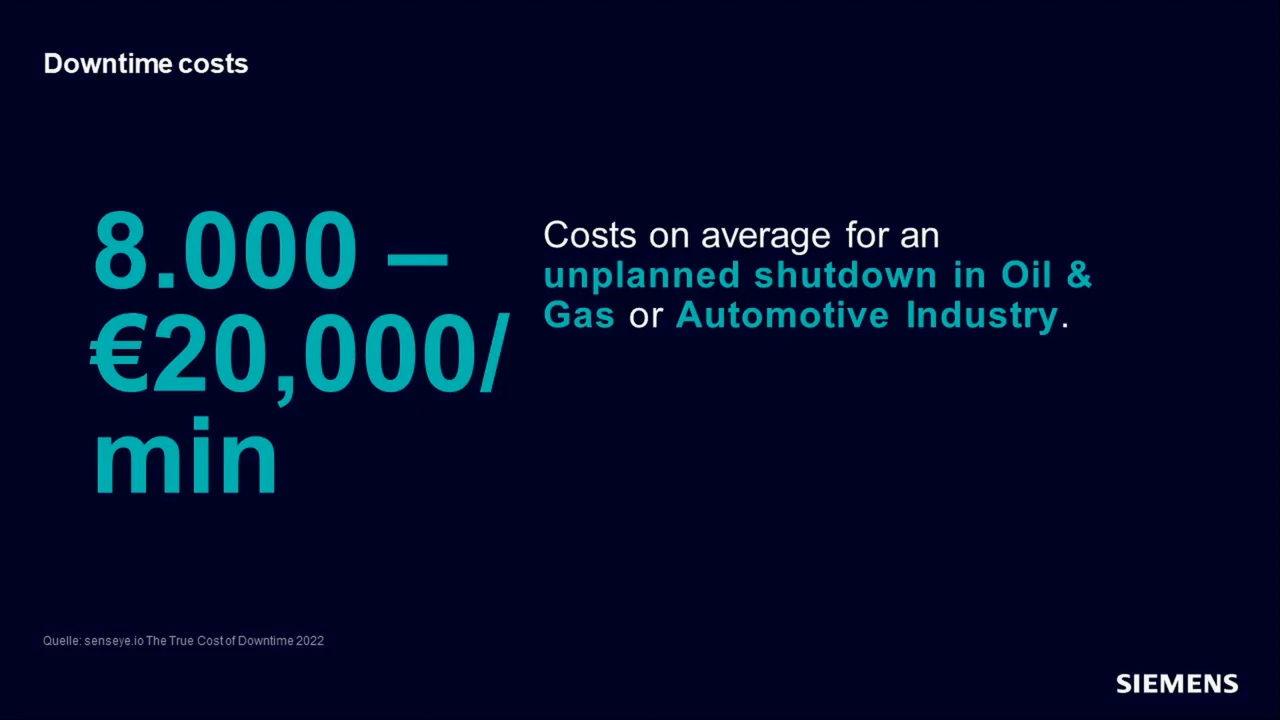 Downtime costs
8.000 –
€20,000/
min
Costs on average for an
unplanned shutdown in Oil &
Gas or Automotive Industry.
Quelle: senseye.io The True Cost of Downtime 2022
SIEMENS